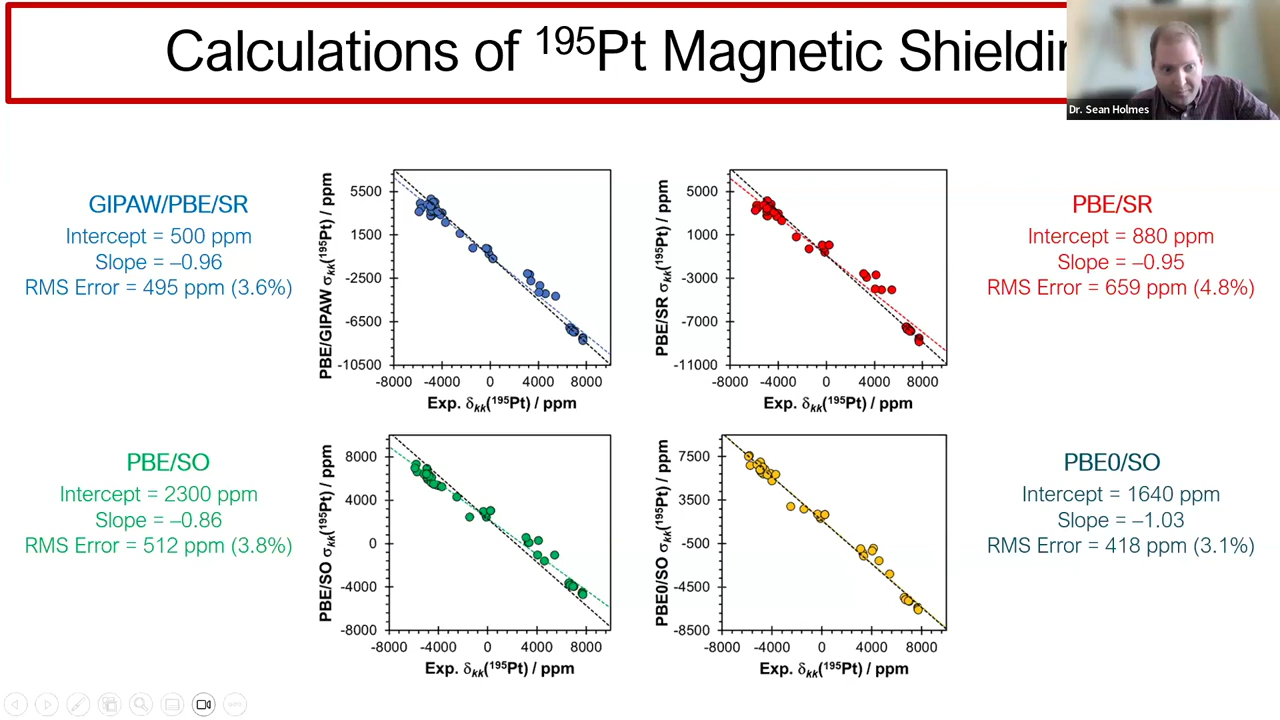 Calculations of ¹⁹⁵Pt Magnetic Shieldin
Dr. Sean Holmes
GIPAW/PBE/SR
Intercept = 500 ppm
Slope = –0.96
RMS Error = 495 ppm (3.6%)
PBE/GIPAW σkk(¹⁹⁵Pt) / ppm
5500
1500
-2500
-6500
-10500
-8000 -4000 0 4000 8000
Exp. δkk(¹⁹⁵Pt) / ppm
PBE/SR σkk(¹⁹⁵Pt) / ppm
5000
1000
-3000
-7000
-11000
-8000 -4000 0 4000 8000
Exp. δkk(¹⁹⁵Pt) / ppm
PBE/SR
Intercept = 880 ppm
Slope = –0.95
RMS Error = 659 ppm (4.8%)
PBE/SO
Intercept = 2300 ppm
Slope = –0.86
RMS Error = 512 ppm (3.8%)
PBE/SO σkk(¹⁹⁵Pt) / ppm
8000
4000
0
-4000
-8000
-8000 -4000 0 4000 8000
Exp. δkk(¹⁹⁵Pt) / ppm
PBE0/SO σkk(¹⁹⁵Pt) / ppm
7500
3500
-500
-4500
-8500
-8000 -4000 0 4000 8000
Exp. δkk(¹⁹⁵Pt) / ppm
PBE0/SO
Intercept = 1640 ppm
Slope = –1.03
RMS Error = 418 ppm (3.1%)